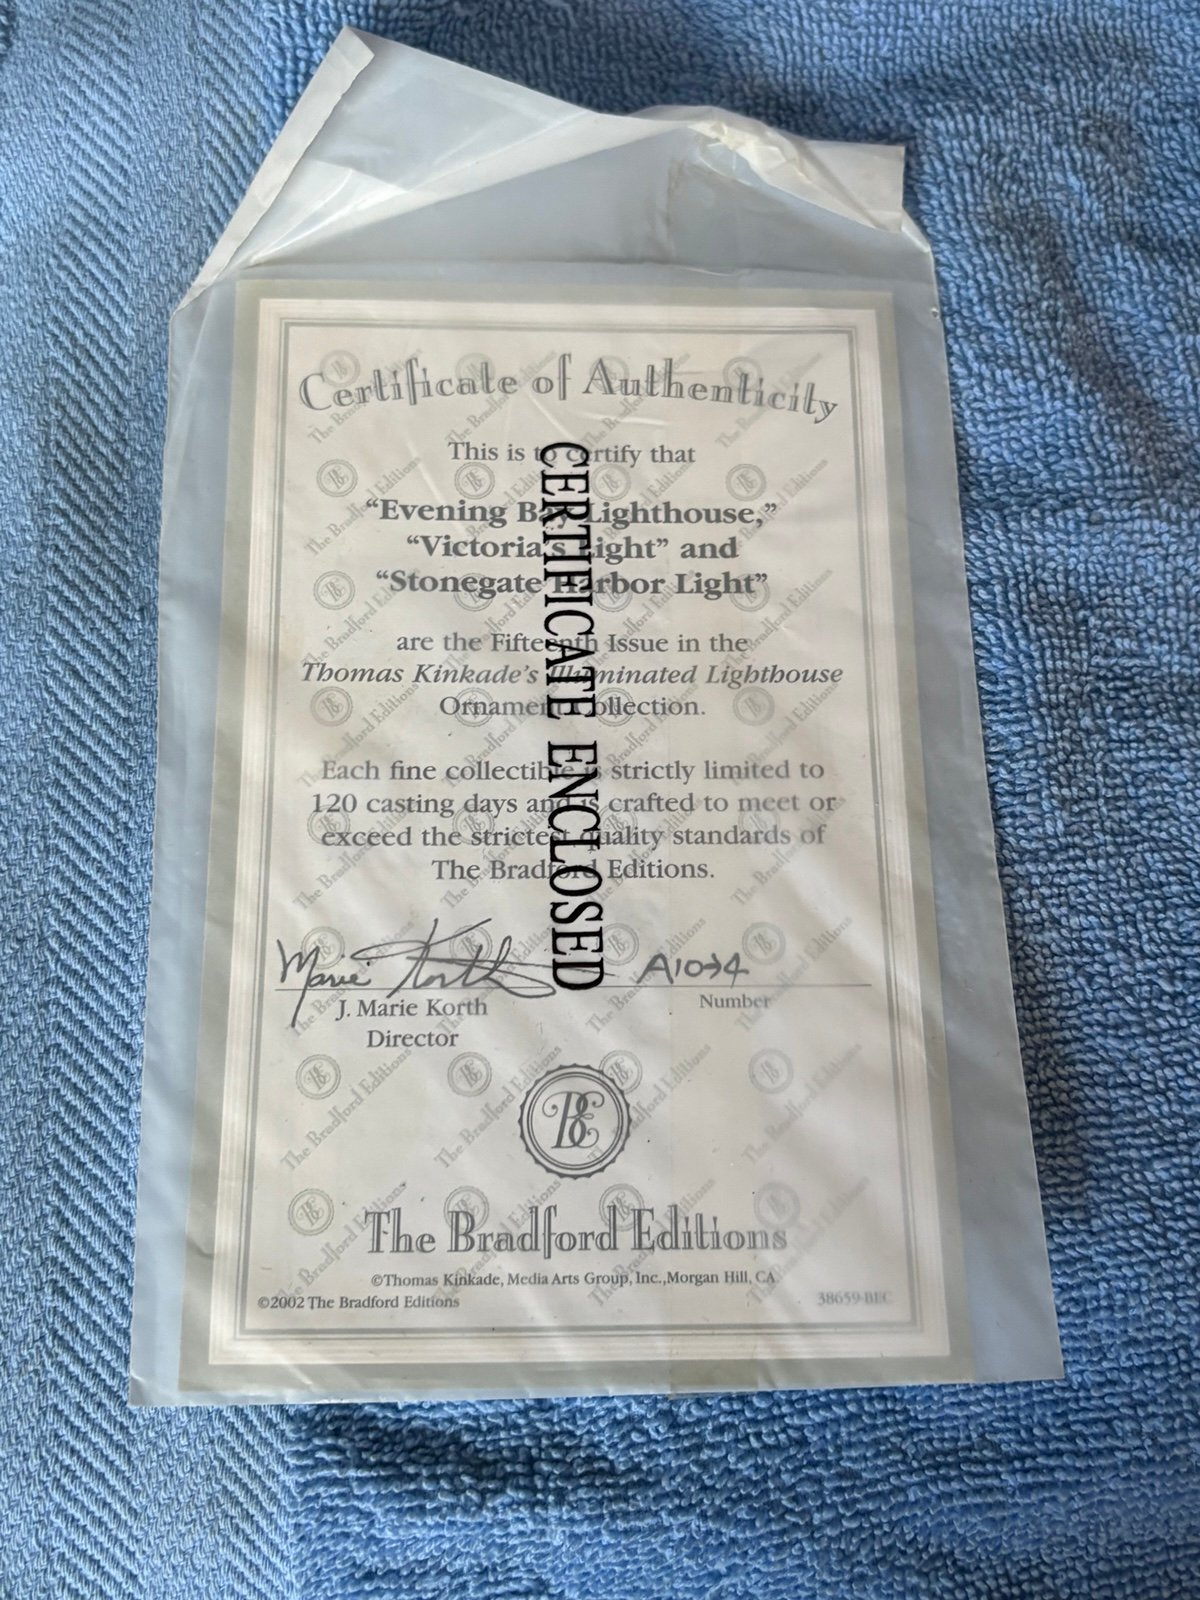 Certificate of Authenticity
This is to certify that
"Evening Bay Lighthouse,"
"Victoria's Light" and
"Stonegate Harbor Light"
are the Fifteenth Issue in the
Thomas Kinkade's Illuminated Lighthouse
Ornament Collection.
Each fine collectible is strictly limited to
120 casting days and is crafted to meet or
exceed the strictest quality standards of
The Bradford Editions.
CERTIFICATE ENCLOSED
Marie Korth
J. Marie Korth
Director
Number
BE
The Bradford Editions
©Thomas Kinkade, Media Arts Group, Inc., Morgan Hill, CA
©2002 The Bradford Editions
38659-BEC